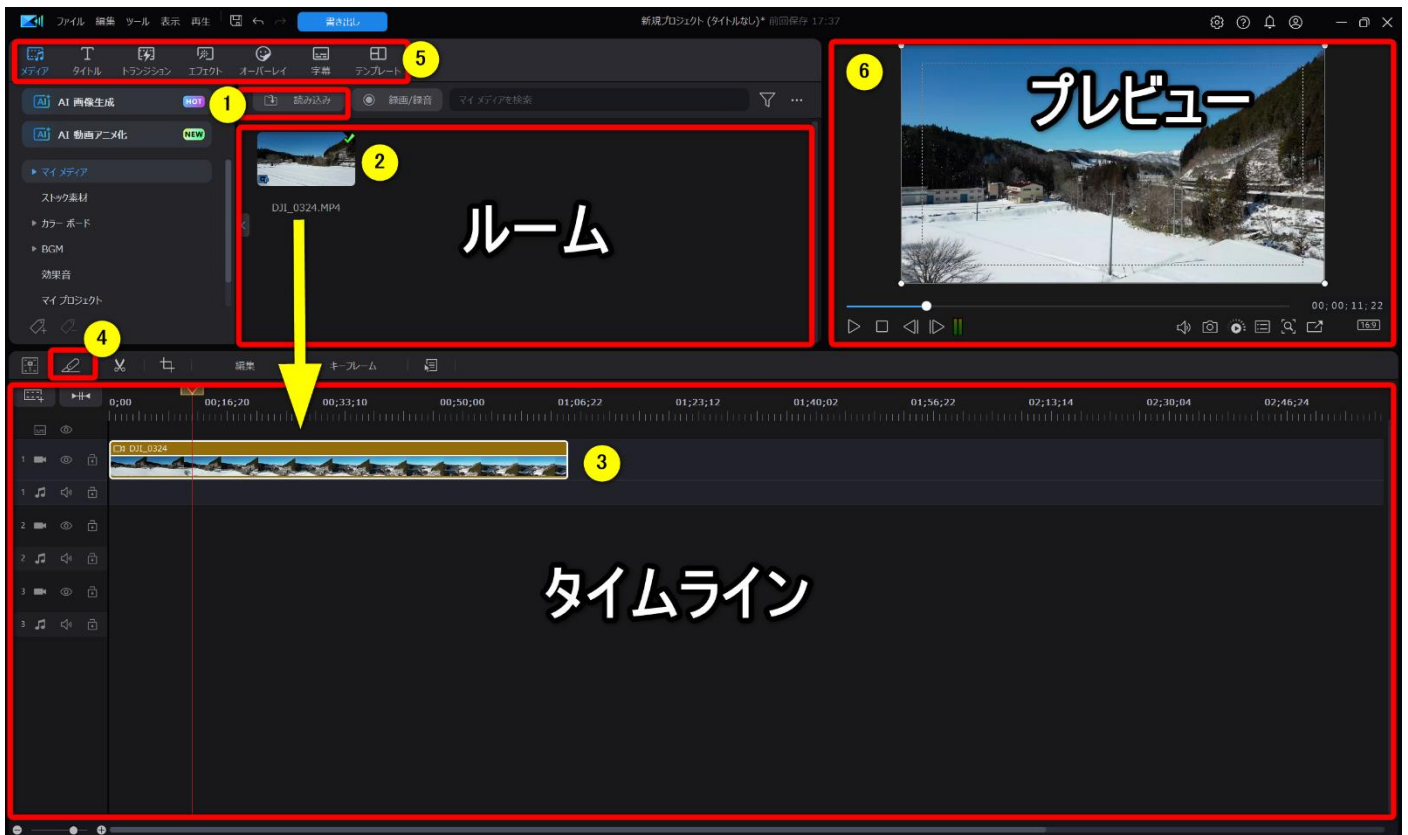 ファイル 編集 ツール 表示 再生 書き出し 新規プロジェクト (タイトルなし)* 前回保存 17:37
メディア タイトル トランジション エフェクト オーバーレイ 字幕 テンプレート 5
AI AI 画像生成 HOT 1 読み込み 録画/録音 マイ メディアを検索
AI AI 動画アニメ化 NEW
マイ メディア
ストック素材
カラー ボード
BGM
効果音
マイ プロジェクト
2
DJI_0324.MP4
ルーム
6
プレビュー
00;00;11;22
16:9
4
編集 キーフレーム
0;00 00;16;20 00;33;10 00;50;00 01;06;22 01;23;12 01;40;02 01;56;22 02;13;14 02;30;04 02;46;24
DJI_0324
1
3
1
2
2
3
3
タイムライン